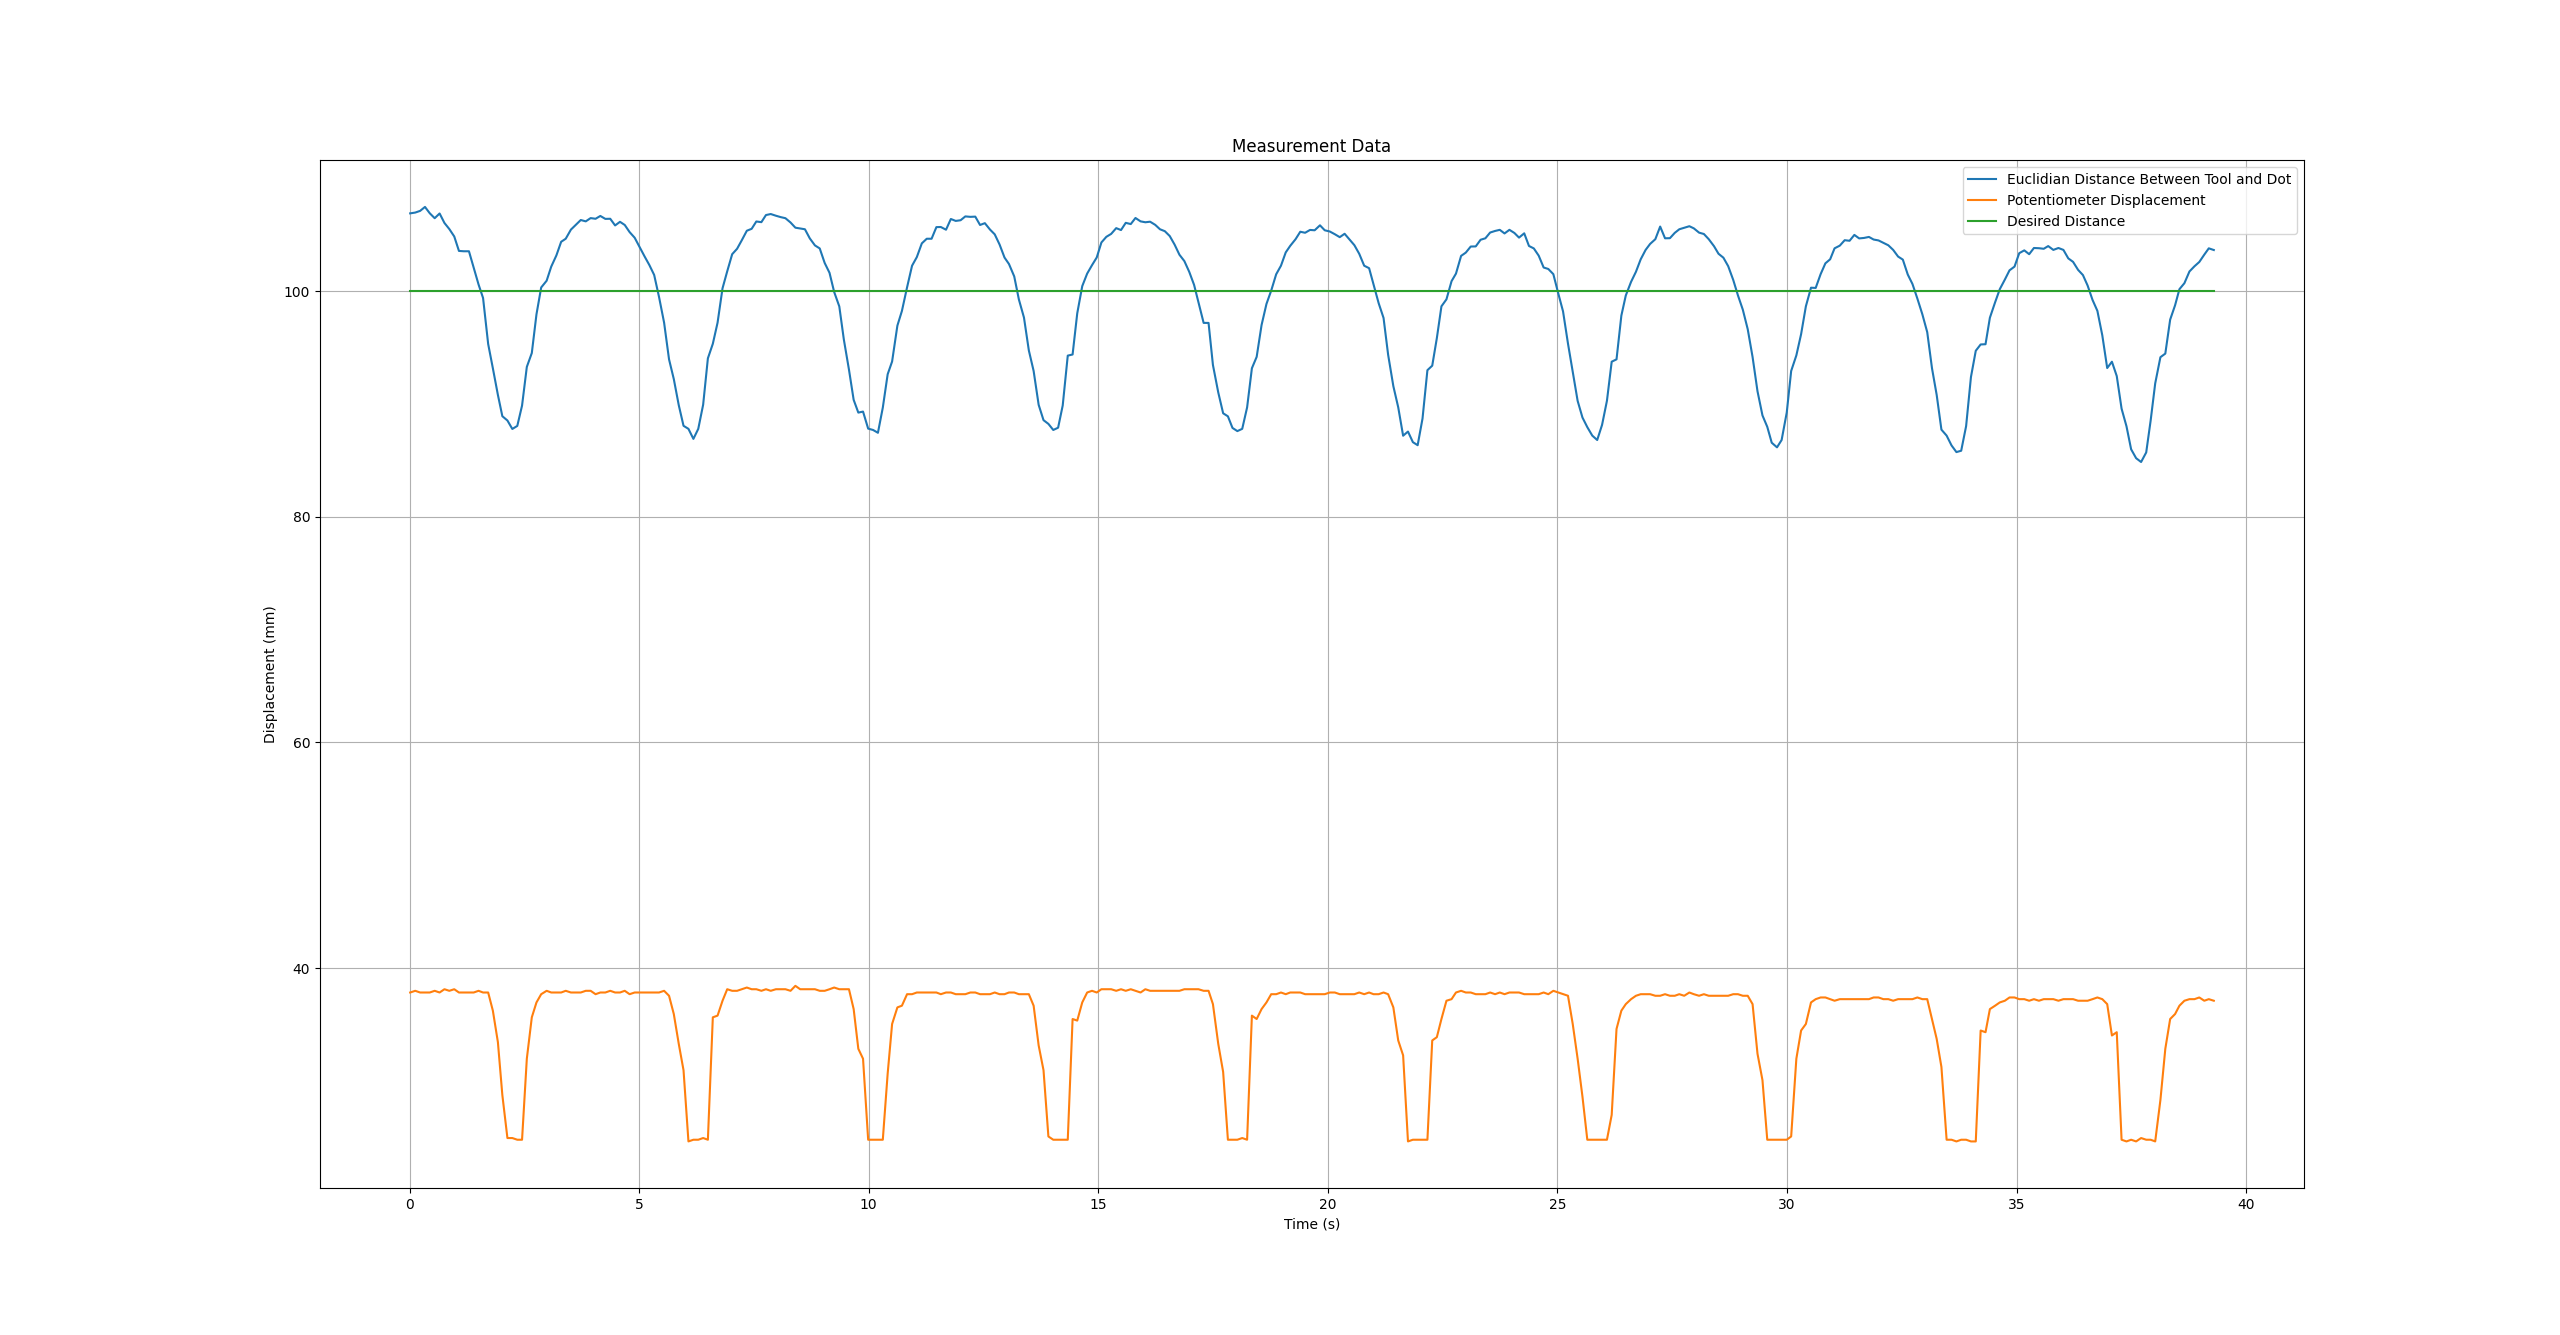 Measurement Data
Euclidian Distance Between Tool and Dot
Potentiometer Displacement
Desired Distance
100
80
60
40
Displacement (mm)
0 5 10 15 20 25 30 35 40
Time (s)